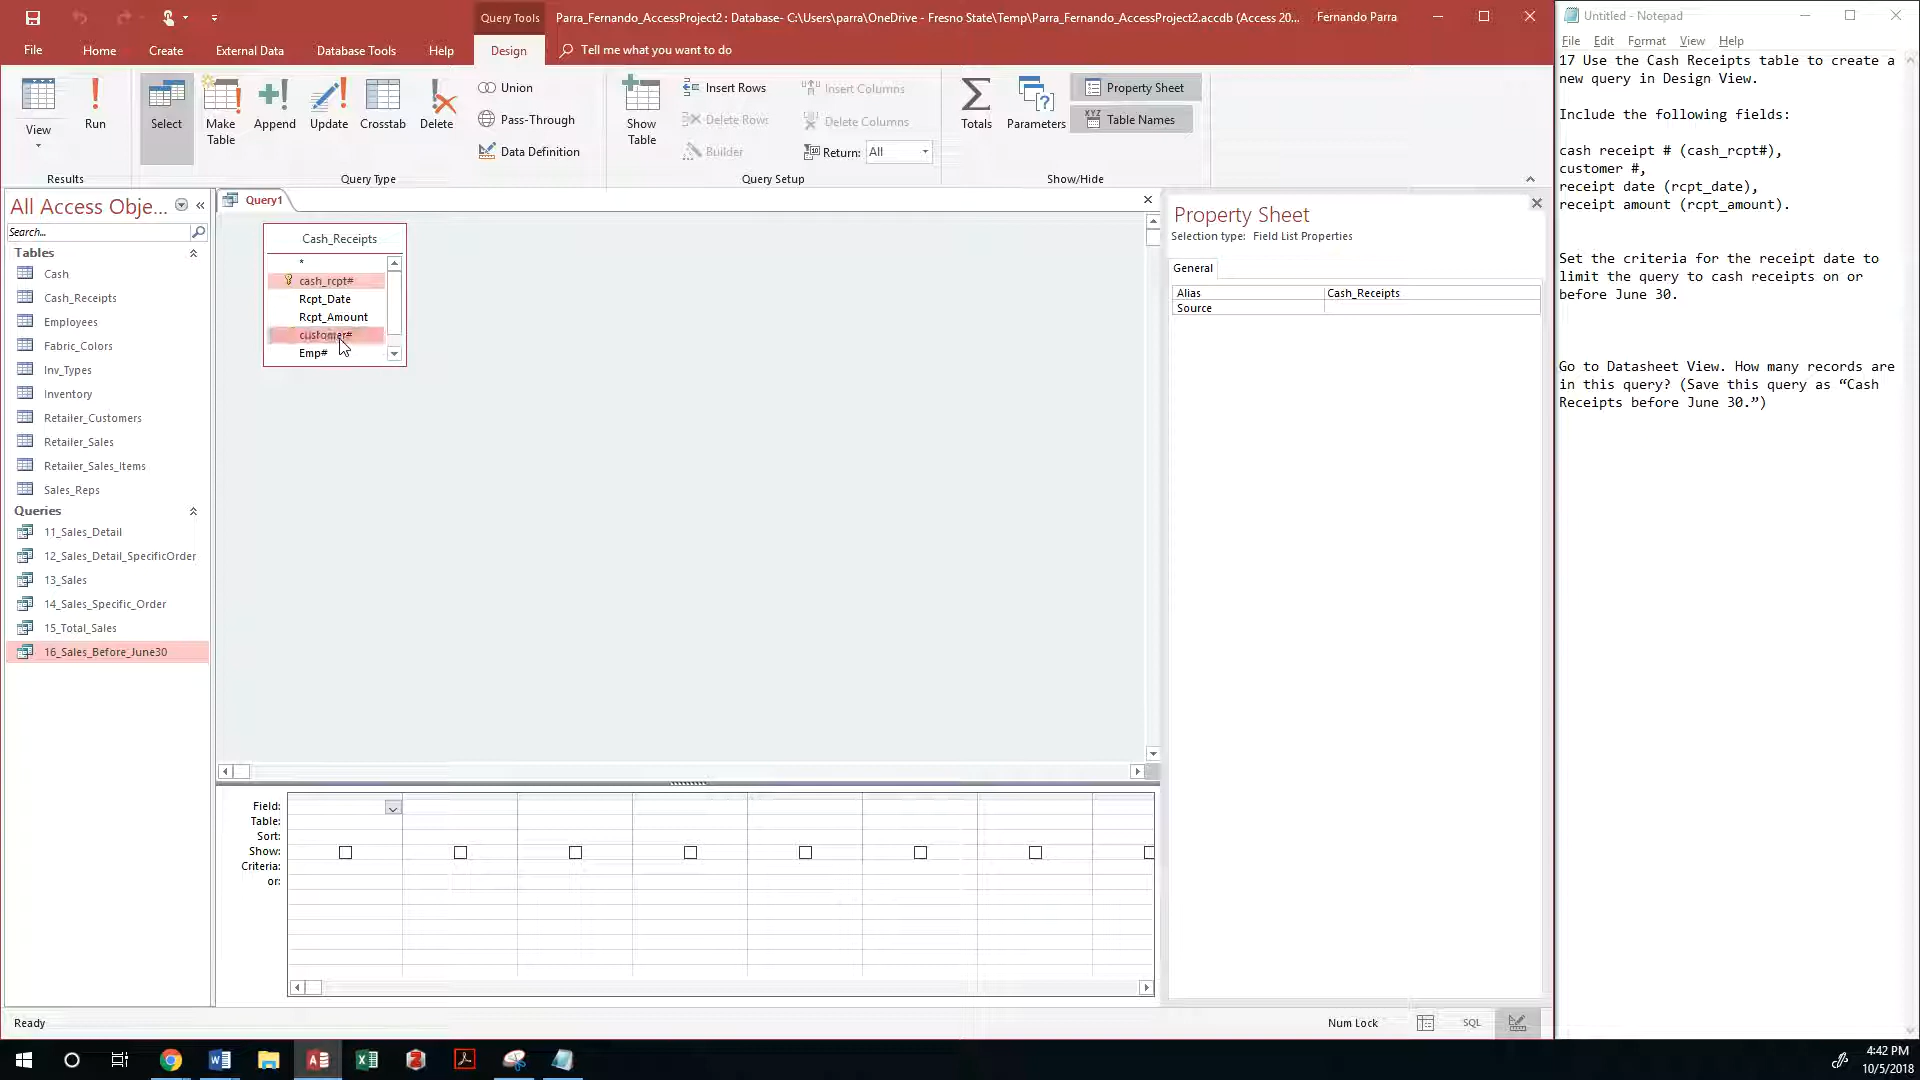 Query Tools
Parra_Fernando_AccessProject2 : Database- C:\Users\parra\OneDrive - Fresno State\Temp\Parra_Fernando_AccessProject2.accdb (Access 20...
Fernando Parra
File
Home
Create
External Data
Database Tools
Help
Design
Tell me what you want to do
View
Run
Results
Select
Make Table
Append
Update
Crosstab
Delete
Union
Pass-Through
Data Definition
Query Type
Show Table
Insert Rows
Delete Rows
Builder
Insert Columns
Delete Columns
Return: All
Query Setup
Totals
Parameters
Property Sheet
XYZ Table Names
Show/Hide
All Access Obje...
Search...
Tables
Cash
Cash_Receipts
Employees
Fabric_Colors
Inv_Types
Inventory
Retailer_Customers
Retailer_Sales
Retailer_Sales_Items
Sales_Reps
Queries
11_Sales_Detail
12_Sales_Detail_SpecificOrder
13_Sales
14_Sales_Specific_Order
15_Total_Sales
16_Sales_Before_June30
Query1
Cash_Receipts
*
cash_rcpt#
Rcpt_Date
Rcpt_Amount
customer#
Emp#
Field:
Table:
Sort:
Show:
Criteria:
or:
Property Sheet
Selection type: Field List Properties
General
Alias Cash_Receipts
Source
Ready
Num Lock
SQL
Untitled - Notepad
File Edit Format View Help
17 Use the Cash Receipts table to create a
new query in Design View.
Include the following fields:
cash receipt # (cash_rcpt#),
customer #,
receipt date (rcpt_date),
receipt amount (rcpt_amount).
Set the criteria for the receipt date to
limit the query to cash receipts on or
before June 30.
Go to Datasheet View. How many records are
in this query? (Save this query as “Cash
Receipts before June 30.”)
4:42 PM
10/5/2018